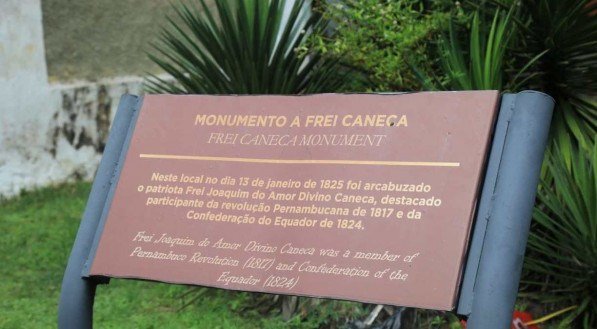 MONUMENTO A FREI CANECA
FREI CANECA MONUMENT
Neste local no dia 13 de janeiro de 1825 foi arcabuzado
o patriota Frei Joaquim do Amor Divino Caneca, destacado
participante da revolução Pernambucana de 1817 e da
Confederação do Equador de 1824.
Frei Joaquim do Amor Divino Caneca was a member of
Pernambuco Revolution (1817) and Confederation of the
Equador (1824)